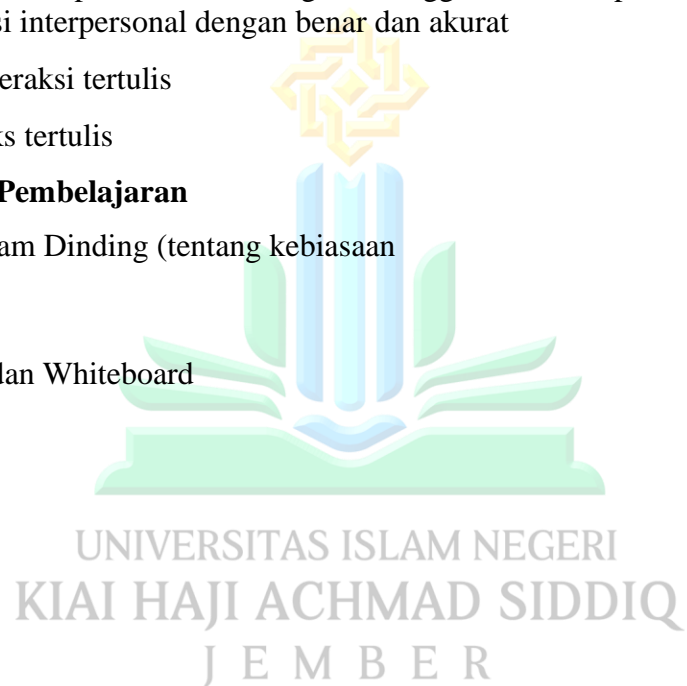 si interpersonal dengan benar dan akurat
eraksi tertulis
s tertulis
Pembelajaran
am Dinding (tentang kebiasaan
dan Whiteboard
UNIVERSITAS ISLAM NEGERI
KIAI HAJI ACHMAD SIDDIQ
J E M B E R